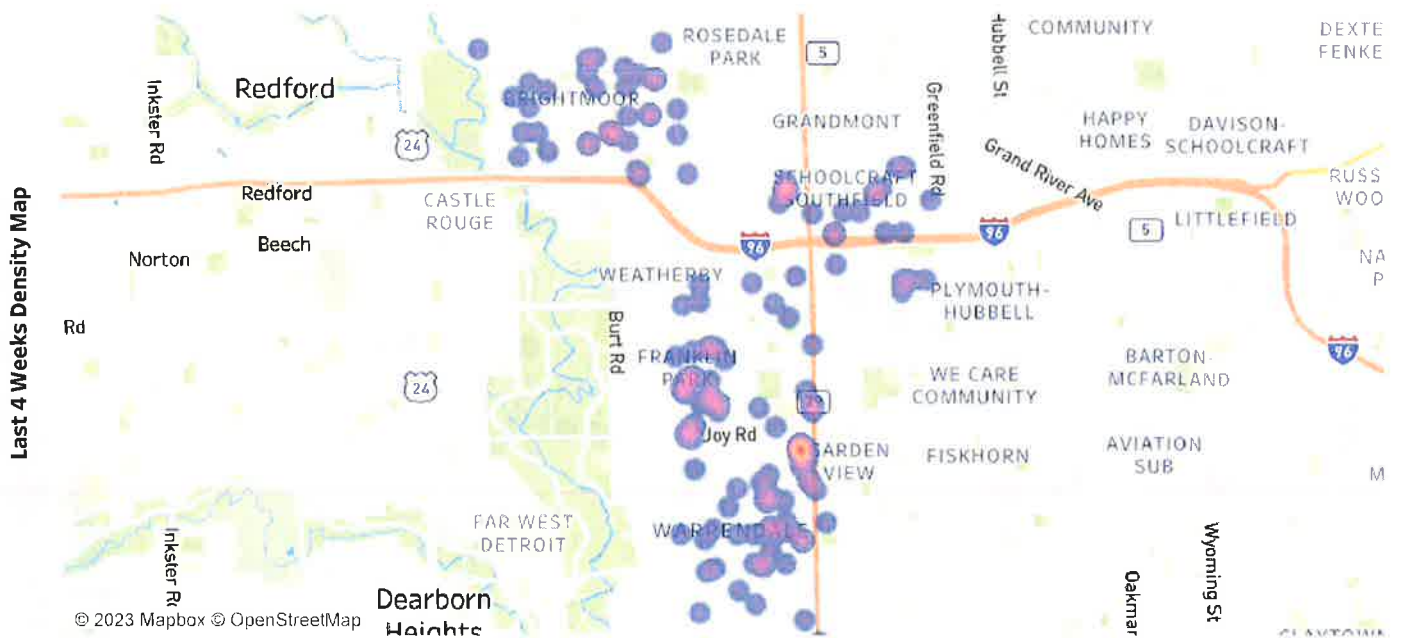 Last 4 Weeks Density Map
ROSEDALE
PARK
5
Hubbell St
COMMUNITY
DEXTE
FENKE
Inkster Rd
Redford
BRIGHTMOOR
24
GRANDMONT
Greenfield Rd
HAPPY
HOMES
DAVISON-
SCHOOLCRAFT
Grand River Ave
Redford
CASTLE
ROUGE
SCHOOLCRAFT
SOUTHFIELD
RUSS
WOO
LITTLEFIELD
5
96
96
Norton
Beech
WEATHERBY
NA
P
PLYMOUTH-
HUBBELL
Rd
Burt Rd
FRANKLIN
PARK
24
96
BARTON-
MCFARLAND
WE CARE
COMMUNITY
Joy Rd
GARDEN
VIEW
FISKHORN
AVIATION
SUB
M
FAR WEST
DETROIT
WARRENDALE
Inkster R
Wyoming St
Oakmar
Dearborn
Heights
© 2023 Mapbox © OpenStreetMap